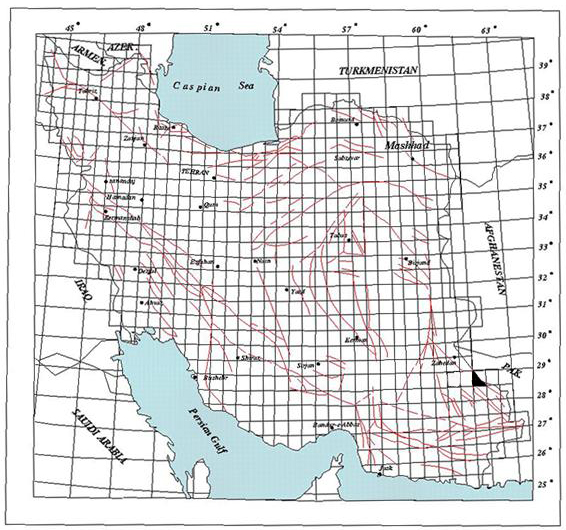 45° 48° 51° 54° 57° 60° 63°
ARMEN. AZER.
Caspian Sea
TURKMENISTAN
39°
38°
37°
36°
35°
34°
33°
32°
31°
30°
29°
28°
27°
26°
25°
Tabriz
Rasht
Zanjan
Bojnurd
Mashhad
Sabzevar
TEHRAN
Sanandaj
Hamadan
Qum
Kermanshah
Tabas
AFGHANESTAN
Esfahan
Nain
Birjand
Dezful
Yazd
IRAQ
Ahvaz
Kerman
Shiraz
Sirjan
Zahedan
PAK.
Bushehr
Persian Gulf
SAUDI ARABIA
Bandar-e-Abbas
Jask